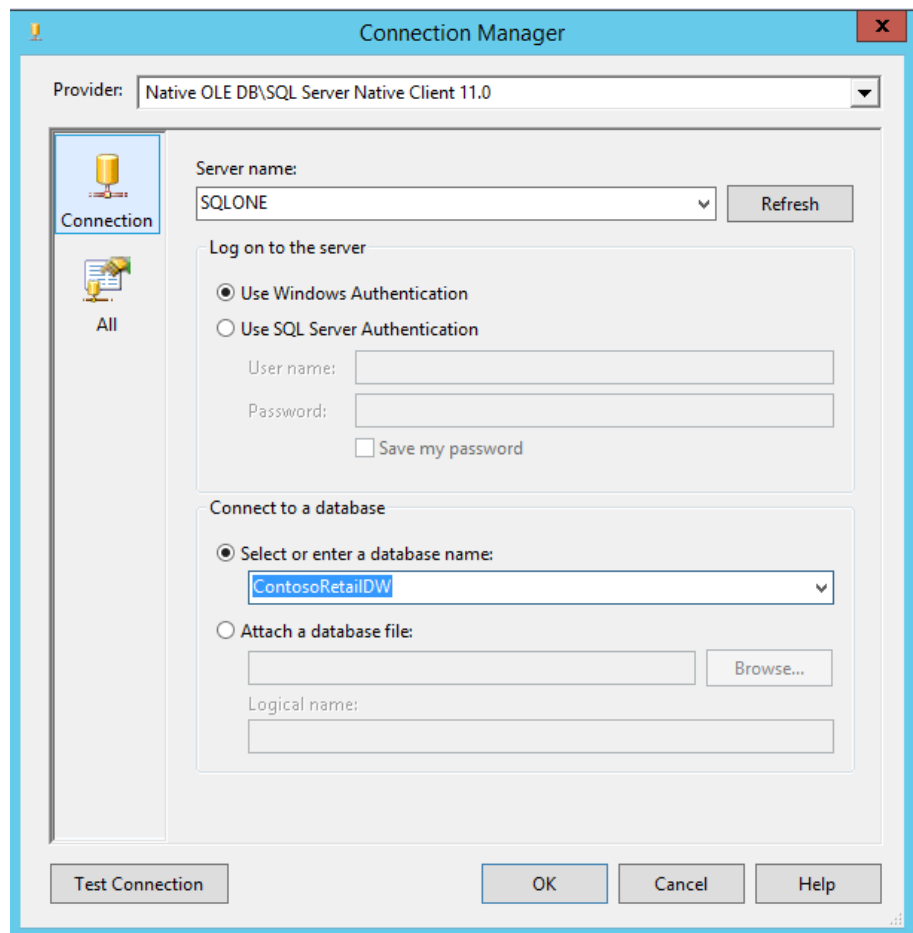 Connection Manager
x
Provider: Native OLE DB\SQL Server Native Client 11.0
Connection
All
Server name:
SQLONE
Refresh
Log on to the server
Use Windows Authentication
Use SQL Server Authentication
User name:
Password:
Save my password
Connect to a database
Select or enter a database name:
ContosoRetailDW
Attach a database file:
Browse...
Logical name:
Test Connection
OK
Cancel
Help